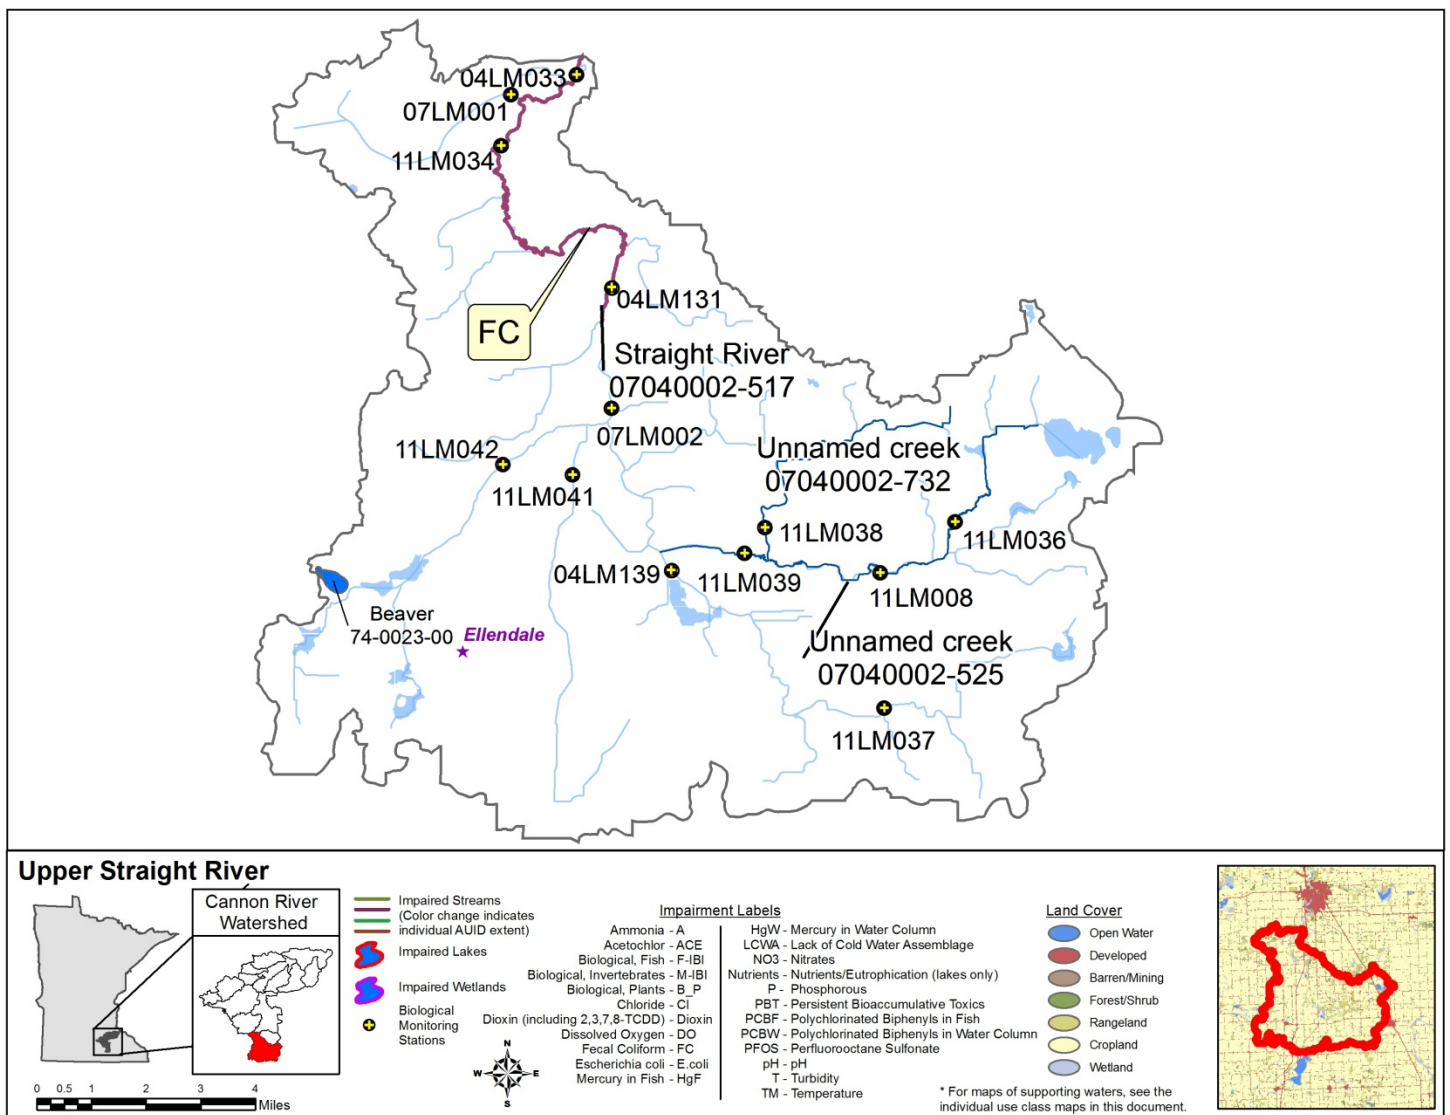 04LM033
07LM001
11LM034
FC
04LM131
Straight River
07040002-517
07LM002
11LM042
11LM041
Unnamed creek
07040002-732
11LM038
11LM036
04LM139
11LM039
11LM008
Beaver
74-0023-00
Ellendale
Unnamed creek
07040002-525
11LM037
Upper Straight River
Cannon River
Watershed
0 0.5 1 2 3 4
Miles
Impaired Streams
(Color change indicates
individual AUID extent)
Impaired Lakes
Impaired Wetlands
Biological
Monitoring
Stations
N
W E
S
Impairment Labels
Ammonia - A
Acetochlor - ACE
Biological, Fish - F-IBI
Biological, Invertebrates - M-IBI
Biological, Plants - B_P
Chloride - Cl
Dioxin (including 2,3,7,8-TCDD) - Dioxin
Dissolved Oxygen - DO
Fecal Coliform - FC
Escherichia coli - E.coli
Mercury in Fish - HgF
HgW - Mercury in Water Column
LCWA - Lack of Cold Water Assemblage
NO3 - Nitrates
Nutrients - Nutrients/Eutrophication (lakes only)
P - Phosphorous
PBT - Persistent Bioaccumulative Toxics
PCBF - Polychlorinated Biphenyls in Fish
PCBW - Polychlorinated Biphenyls in Water Column
PFOS - Perfluorooctane Sulfonate
pH - pH
T - Turbidity
TM - Temperature
Land Cover
Open Water
Developed
Barren/Mining
Forest/Shrub
Rangeland
Cropland
Wetland
* For maps of supporting waters, see the
individual use class maps in this document.